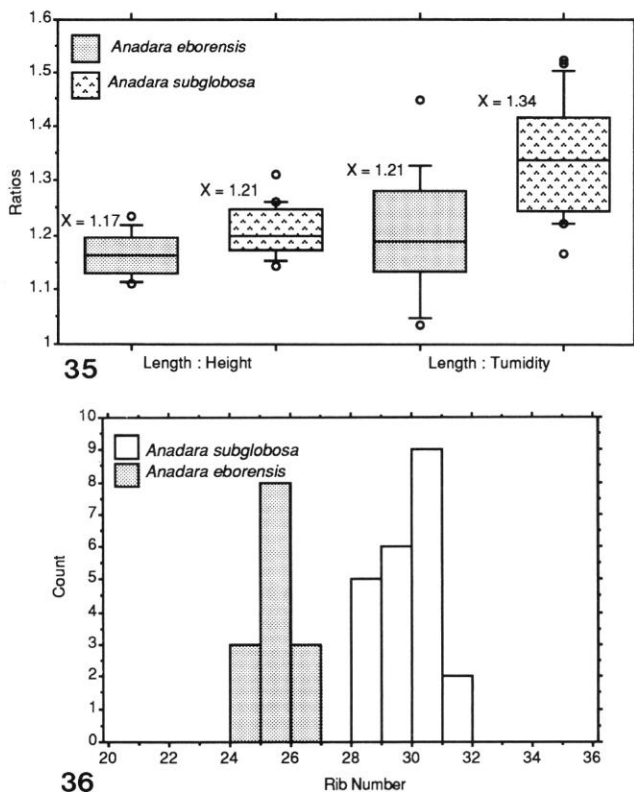 1.6
1.5
1.4
1.3
1.2
1.1
1
Ratios
Anadara eborensis
Anadara subglobosa
X = 1.17
X = 1.21
X = 1.21
X = 1.34
Length : Height
Length : Tumidity
35
10
9
8
7
6
5
4
3
2
1
0
Count
Anadara subglobosa
Anadara eborensis
20 22 24 26 28 30 32 34 36
Rib Number
36